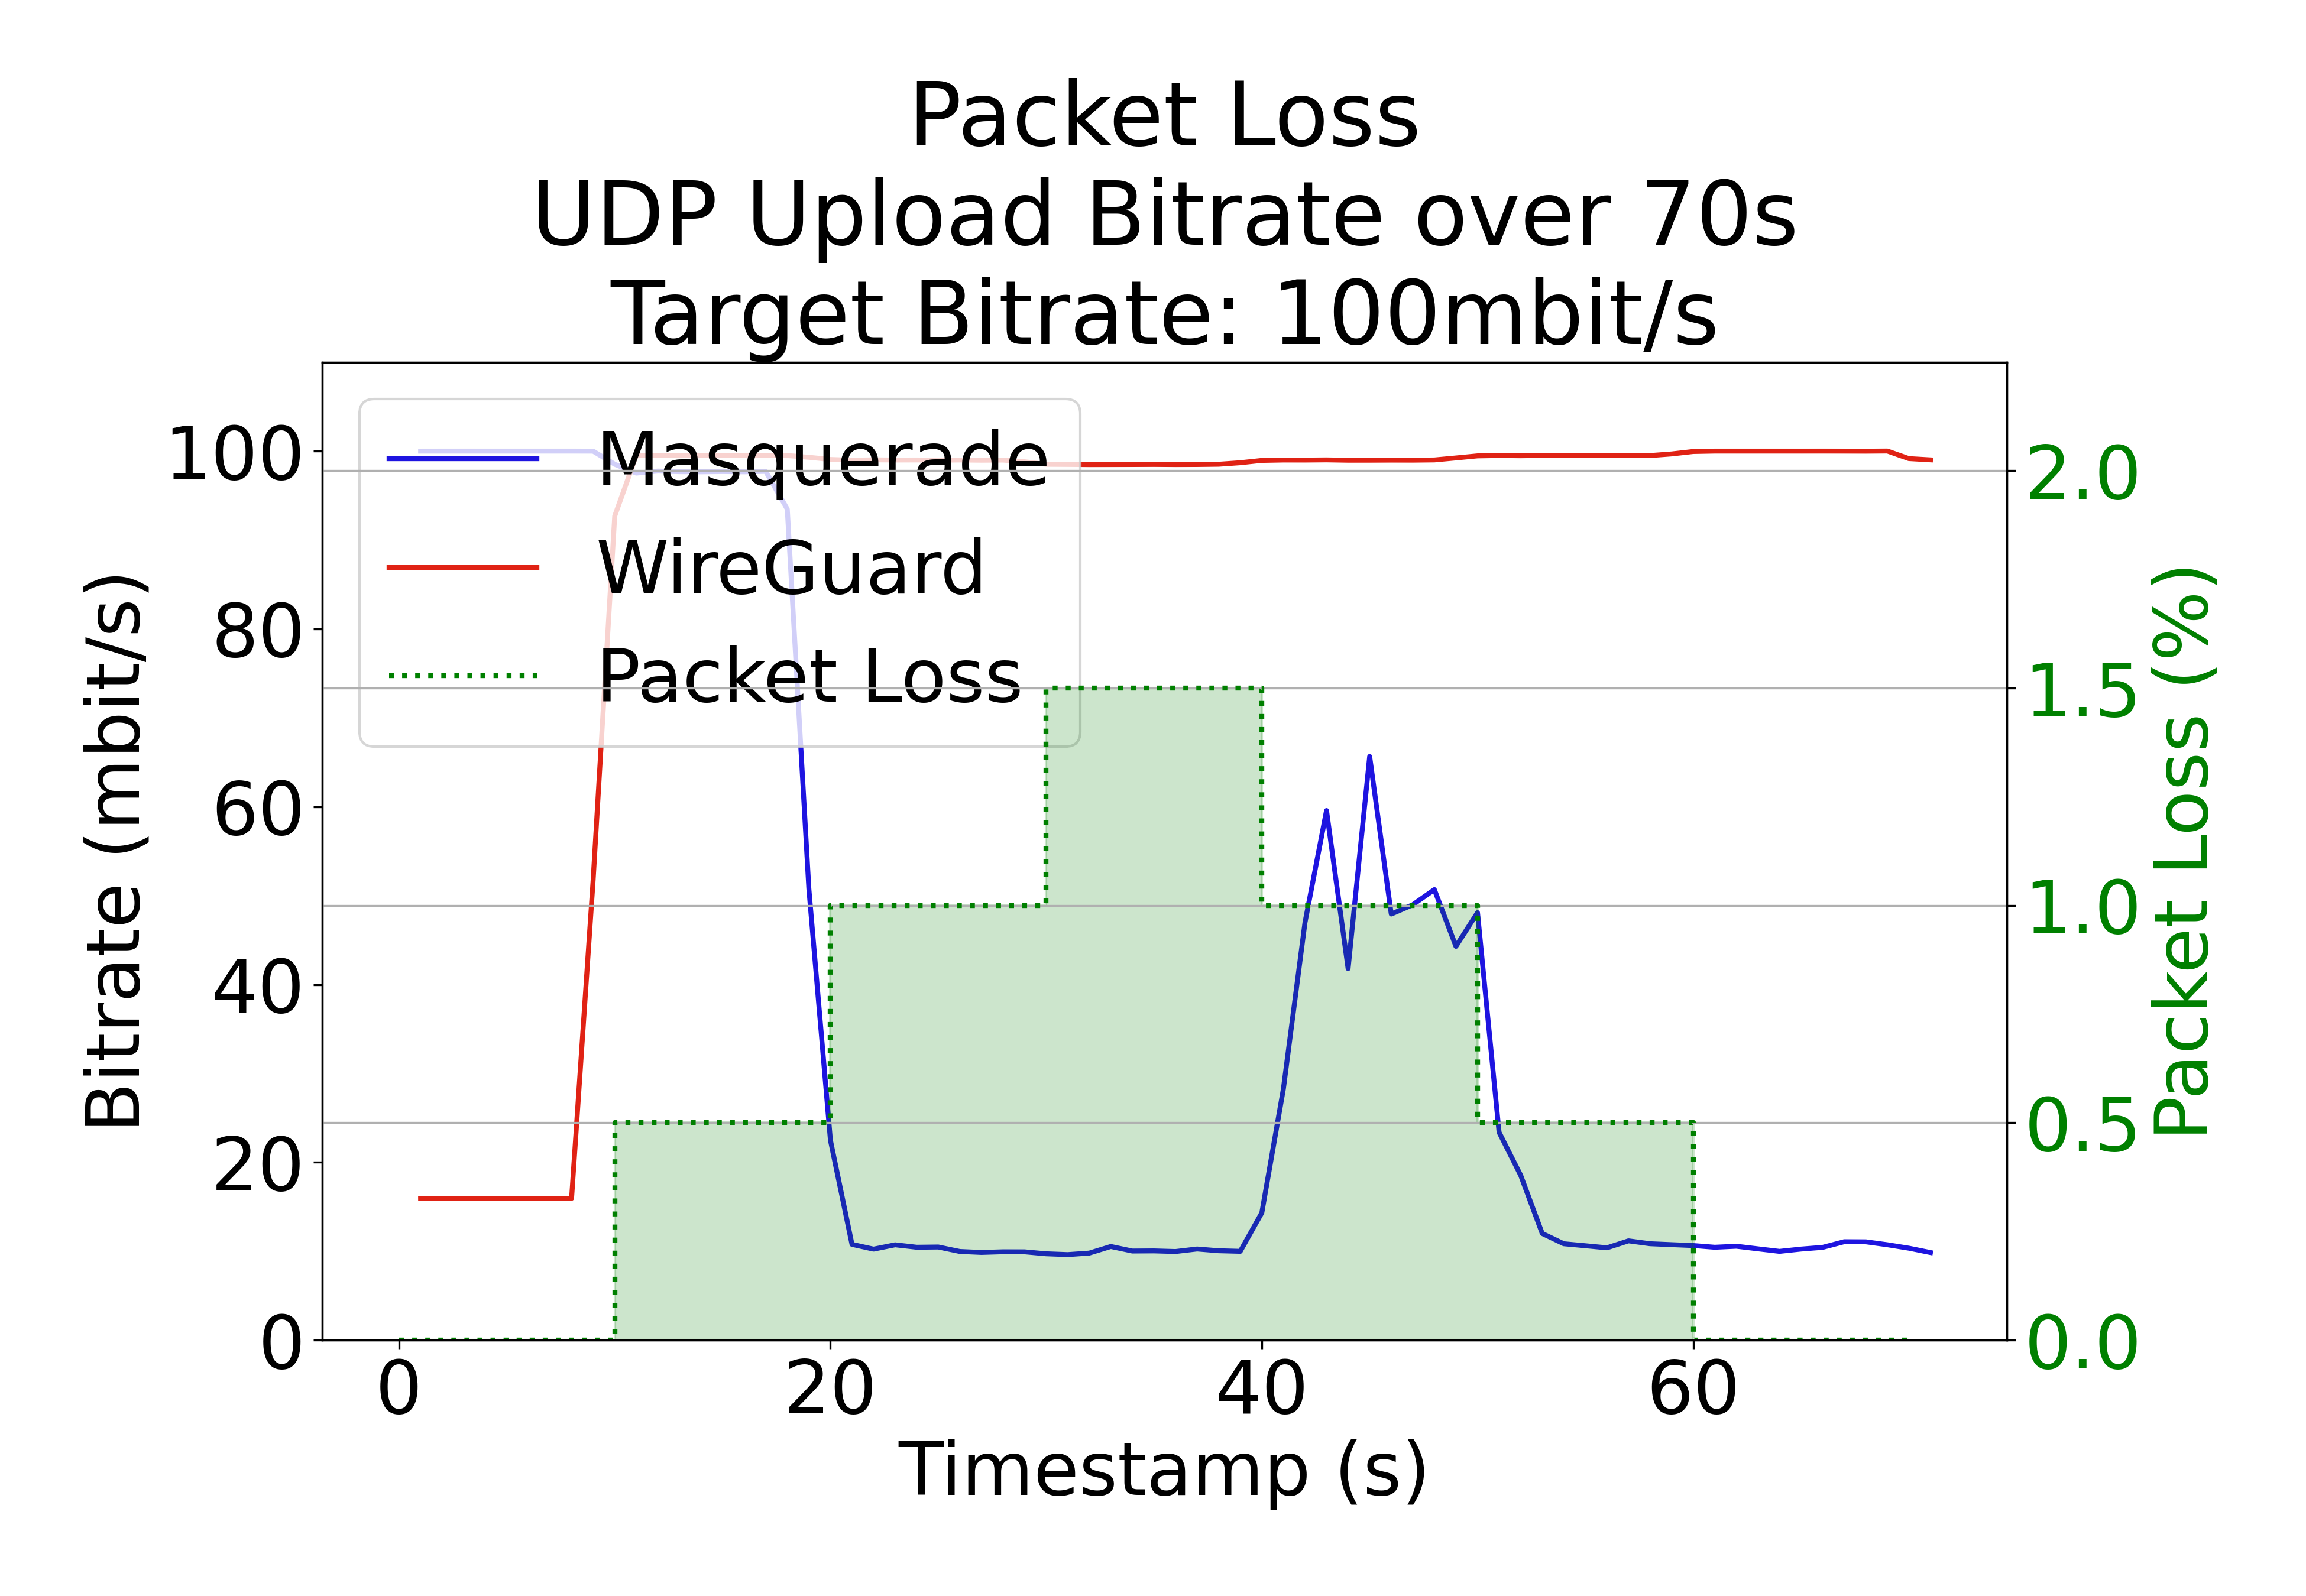 Packet Loss
UDP Upload Bitrate over 70s
Target Bitrate: 100mbit/s
Masquerade
WireGuard
Packet Loss
Bitrate (mbit/s)
100
80
60
40
20
0
2.0
1.5
1.0
0.5
0.0
Packet Loss (%)
0 20 40 60
Timestamp (s)